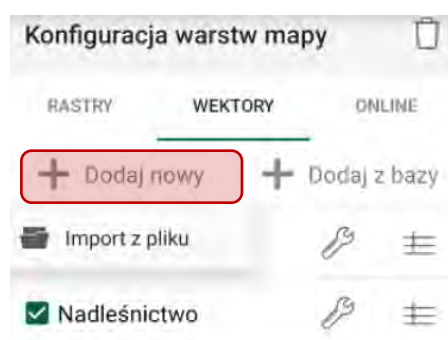 Konfiguracja warstw mapy
RASTRY WEKTORY ONLINE
Dodaj nowy Dodaj z bazy
Import z pliku
Nadleśnictwo